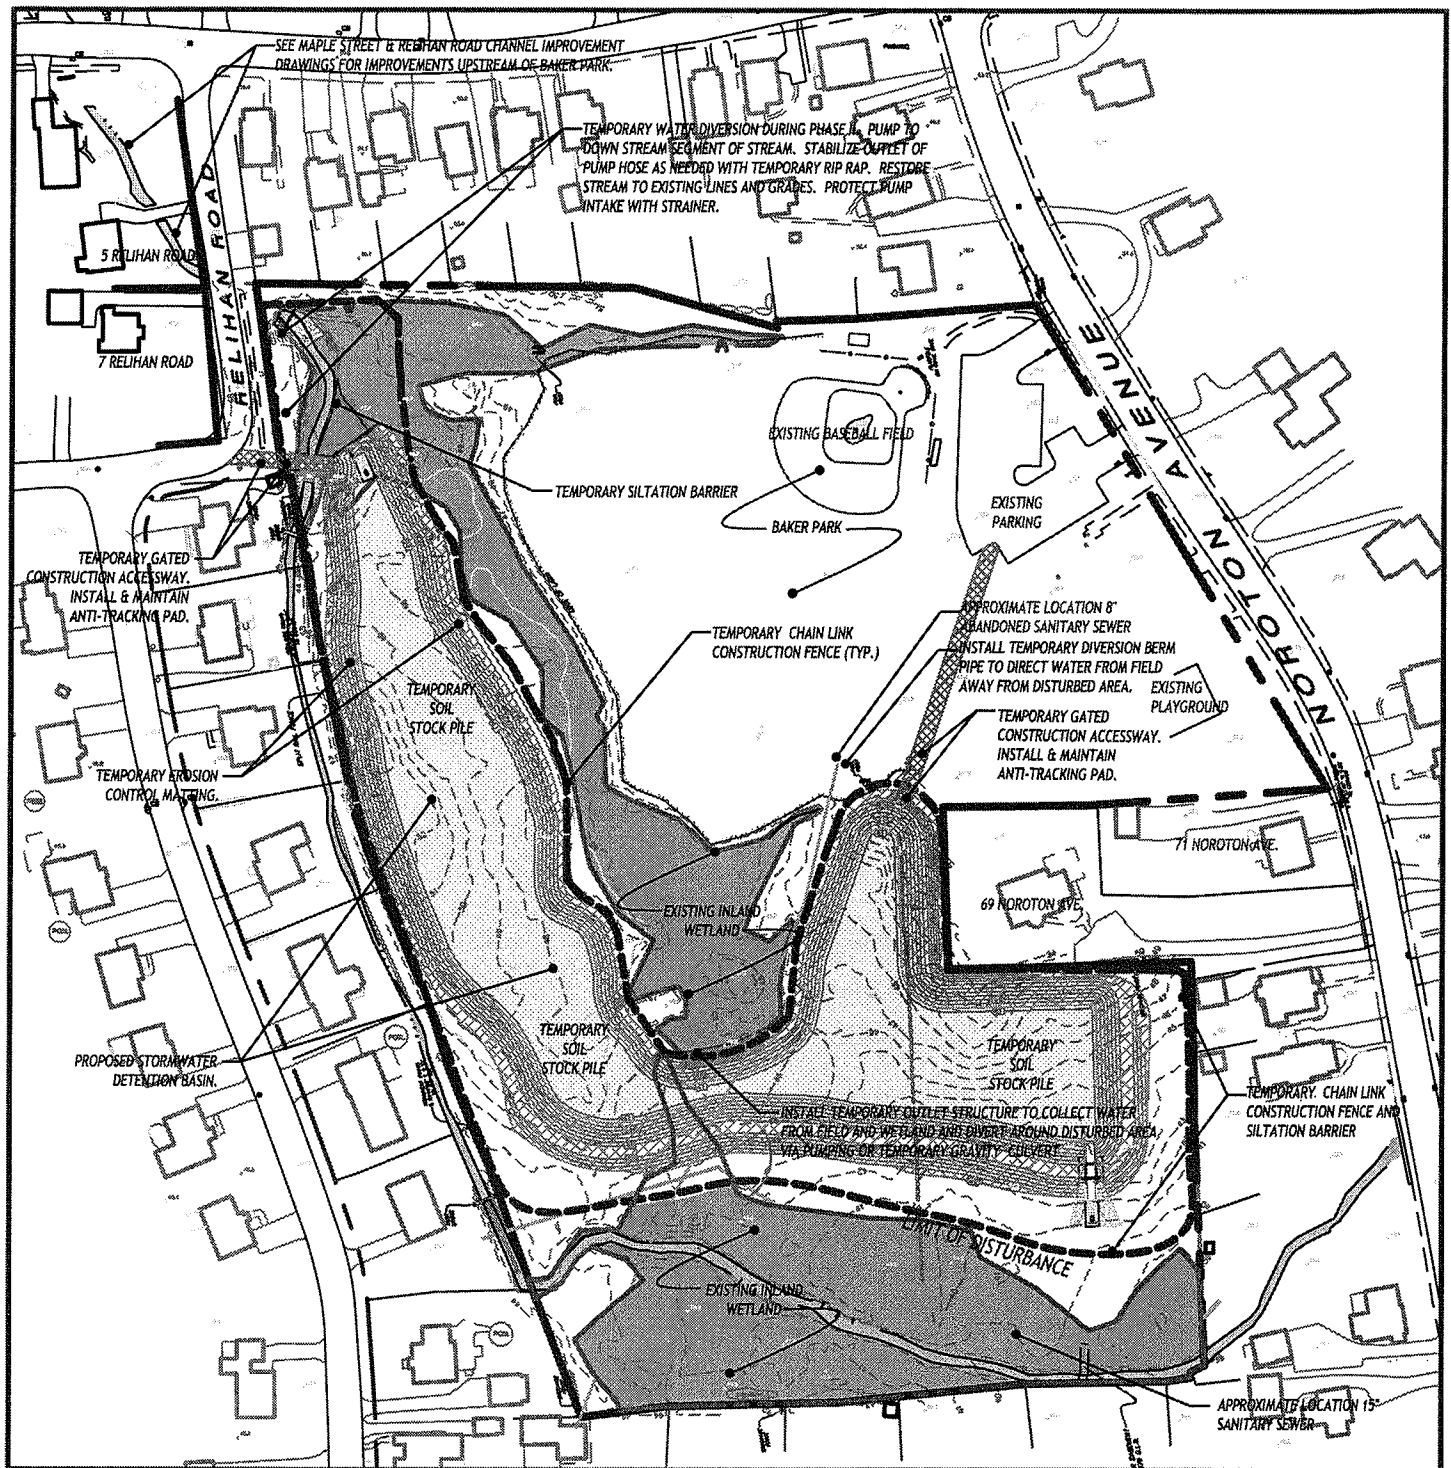 SEE MAPLE STREET & RELIHAN ROAD CHANNEL IMPROVEMENT
DRAWINGS FOR IMPROVEMENTS UPSTREAM OF BAKER PARK.
TEMPORARY WATER DIVERSION DURING PHASE II. PUMP TO
DOWN STREAM SEGMENT OF STREAM. STABILIZE OUTLET OF
PUMP HOSE AS NEEDED WITH TEMPORARY RIP RAP. RESTORE
STREAM TO EXISTING LINES AND GRADES. PROTECT PUMP
INTAKE WITH STRAINER.
RELIHAN ROAD
5 RELIHAN ROAD
7 RELIHAN ROAD
NOROTON AVENUE
EXISTING BASEBALL FIELD
TEMPORARY SILTATION BARRIER
BAKER PARK
EXISTING
PARKING
TEMPORARY GATED
CONSTRUCTION ACCESSWAY.
INSTALL & MAINTAIN
ANTI-TRACKING PAD.
APPROXIMATE LOCATION 8"
ABANDONED SANITARY SEWER
TEMPORARY CHAIN LINK
CONSTRUCTION FENCE (TYP.)
INSTALL TEMPORARY DIVERSION BERM
PIPE TO DIRECT WATER FROM FIELD
AWAY FROM DISTURBED AREA.
EXISTING
PLAYGROUND
TEMPORARY
SOIL
STOCK PILE
TEMPORARY GATED
CONSTRUCTION ACCESSWAY.
INSTALL & MAINTAIN
ANTI-TRACKING PAD.
TEMPORARY EROSION
CONTROL MATTING.
71 NOROTON AVE.
69 NOROTON AVE.
EXISTING INLAND
WETLAND
PROPOSED STORMWATER
DETENTION BASIN.
TEMPORARY
SOIL
STOCK PILE
TEMPORARY
SOIL
STOCK PILE
TEMPORARY CHAIN LINK
CONSTRUCTION FENCE AND
SILTATION BARRIER
INSTALL TEMPORARY OUTLET STRUCTURE TO COLLECT WATER
FROM FIELD AND WETLAND AND DIVERT AROUND DISTURBED AREA
VIA PUMPING OR TEMPORARY GRAVITY CULVERT
LIMIT OF DISTURBANCE
EXISTING INLAND
WETLAND
APPROXIMATE LOCATION 15"
SANITARY SEWER